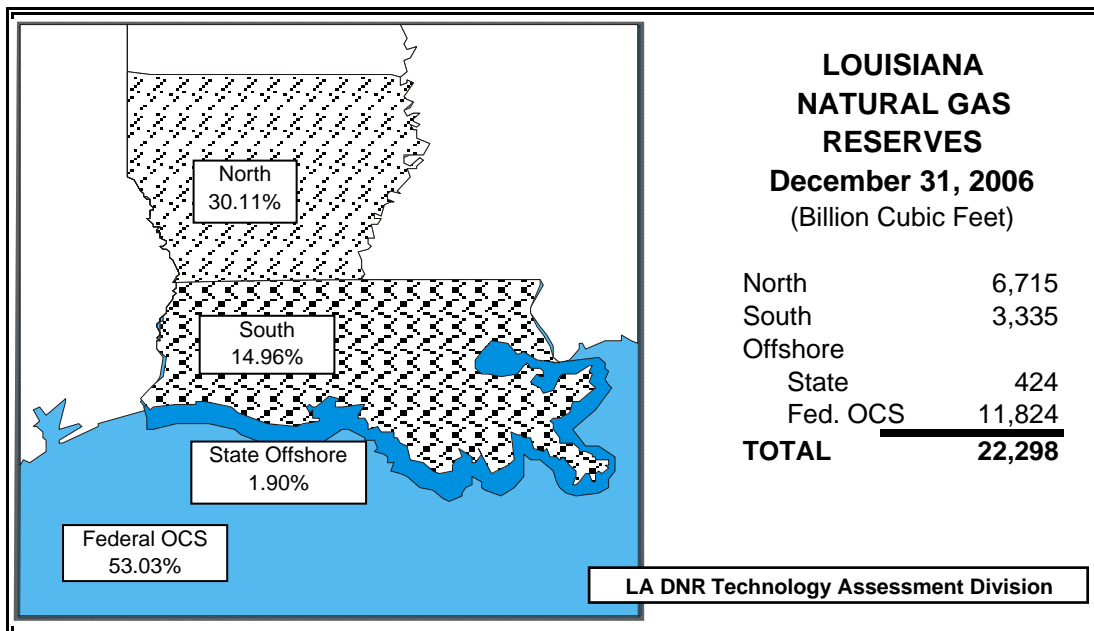 North
30.11%
South
14.96%
State Offshore
1.90%
Federal OCS
53.03%
LOUISIANA
NATURAL GAS
RESERVES
December 31, 2006
(Billion Cubic Feet)
North 6,715
South 3,335
Offshore
State 424
Fed. OCS 11,824
TOTAL 22,298
LA DNR Technology Assessment Division